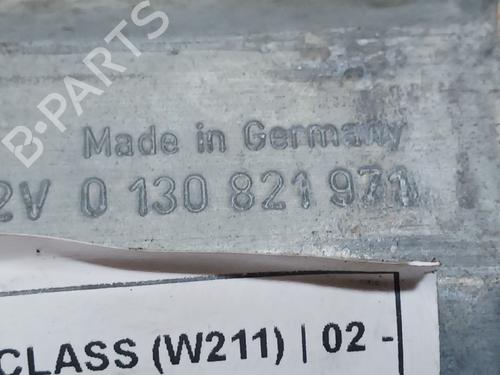 B-PARTS
Made in Germany
2V 0 130 821 971
CLASS (W211) | 02 -